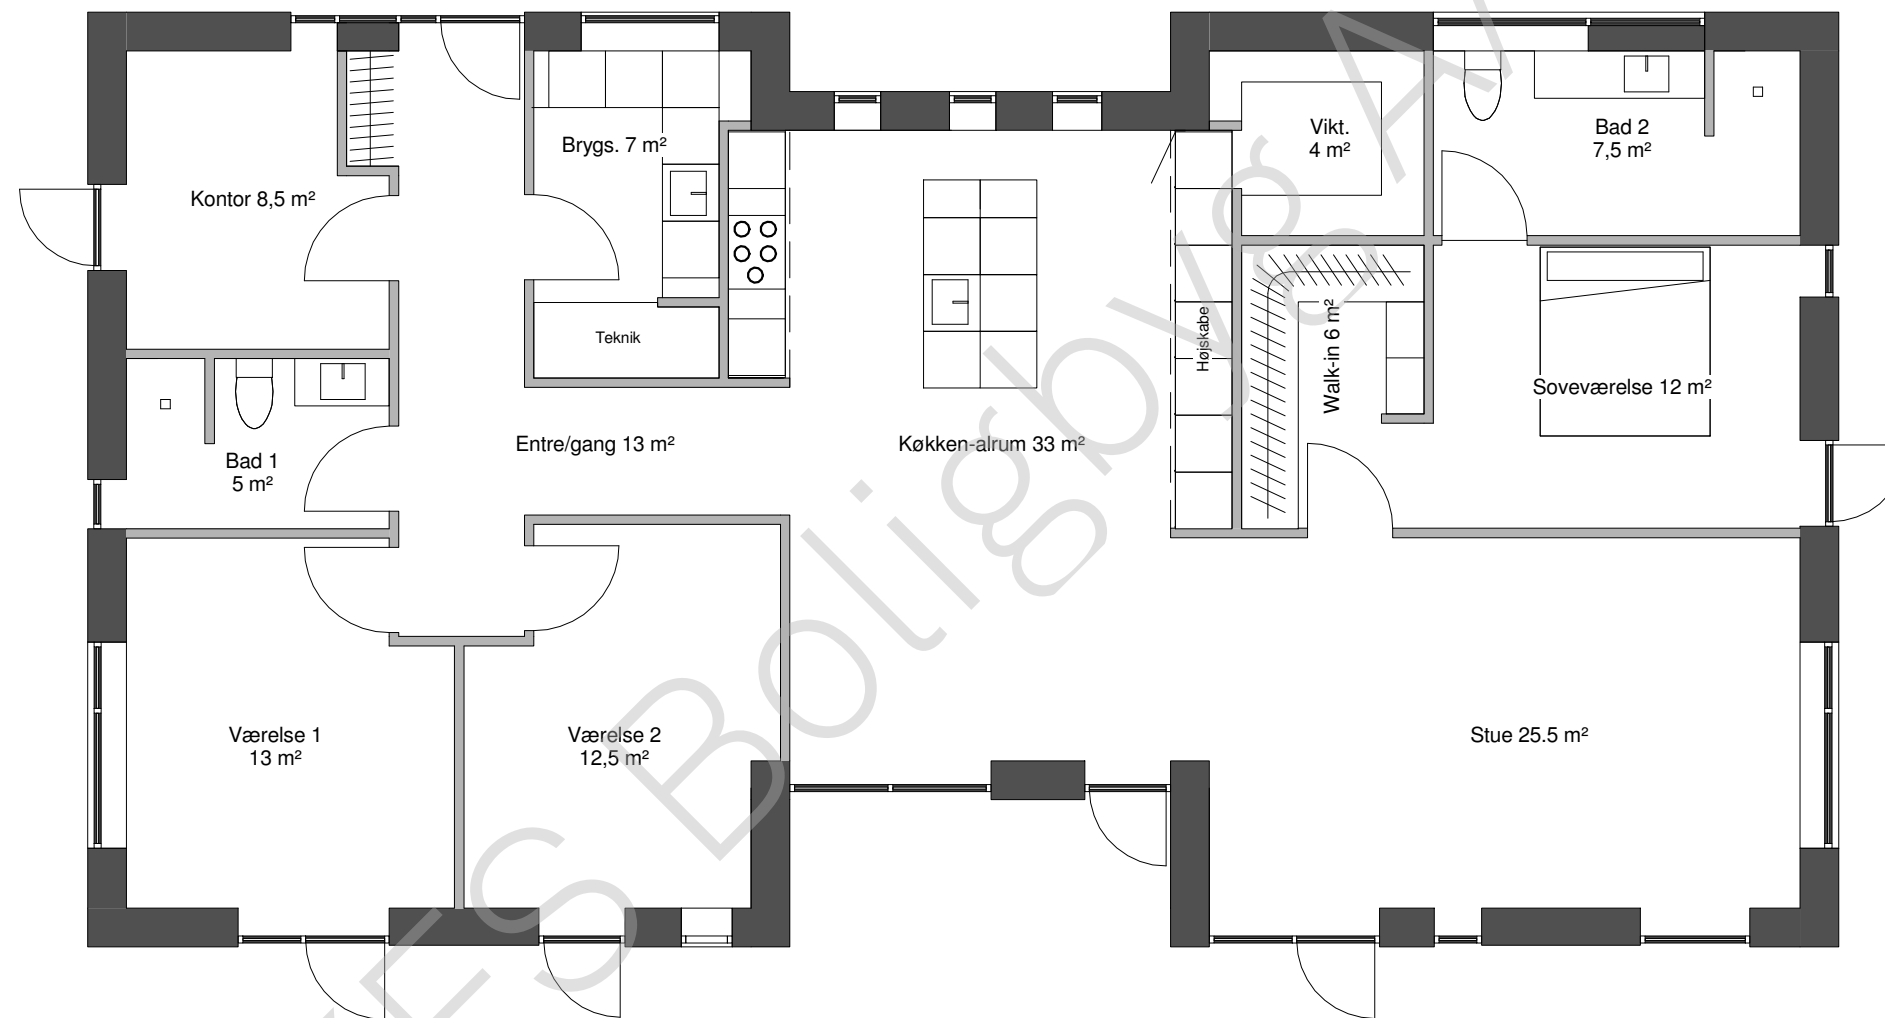 Kontor 8,5 m²
Brygs. 7 m²
Teknik
Vikt.
4 m²
Bad 2
7,5 m²
Højskabe
Walk-in 6 m²
Soveværelse 12 m²
Bad 1
5 m²
Entre/gang 13 m²
Køkken-alrum 33 m²
Værelse 1
13 m²
Værelse 2
12,5 m²
Stue 25.5 m²
Boligbyg